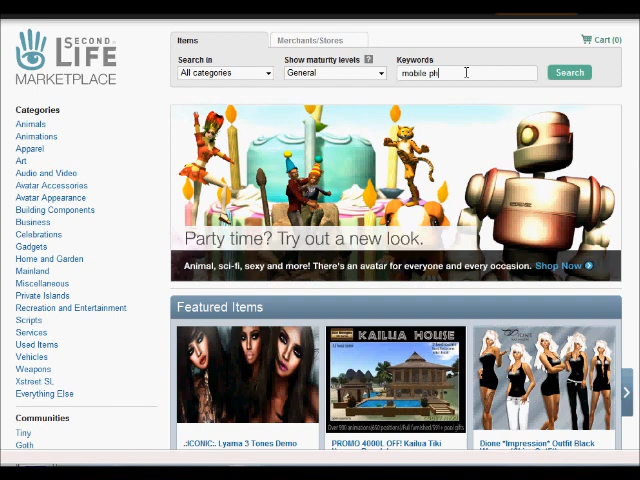 SECOND
LIFE
MARKETPLACE
Items
Merchants/Stores
Cart (0)
Search in
Show maturity levels ?
Keywords
All categories
General
mobile ph
Search
Categories
Animals
Animations
Apparel
Art
Audio and Video
Avatar Accessories
Avatar Appearance
Building Components
Business
Celebrations
Gadgets
Home and Garden
Mainland
Miscellaneous
Private Islands
Recreation and Entertainment
Scripts
Services
Used Items
Vehicles
Weapons
Xstreet SL
Everything Else
Communities
Tiny
Goth
Party time? Try out a new look.
Animal, sci-fi, sexy and more! There's an avatar for everyone and every occasion. Shop Now
Featured Items
KAILUA HOUSE
.:ICONIC:. Lyama 3 Tones Demo
PROMO 4000L OFF! Kailua Tiki
Dione *Impression* Outfit Black